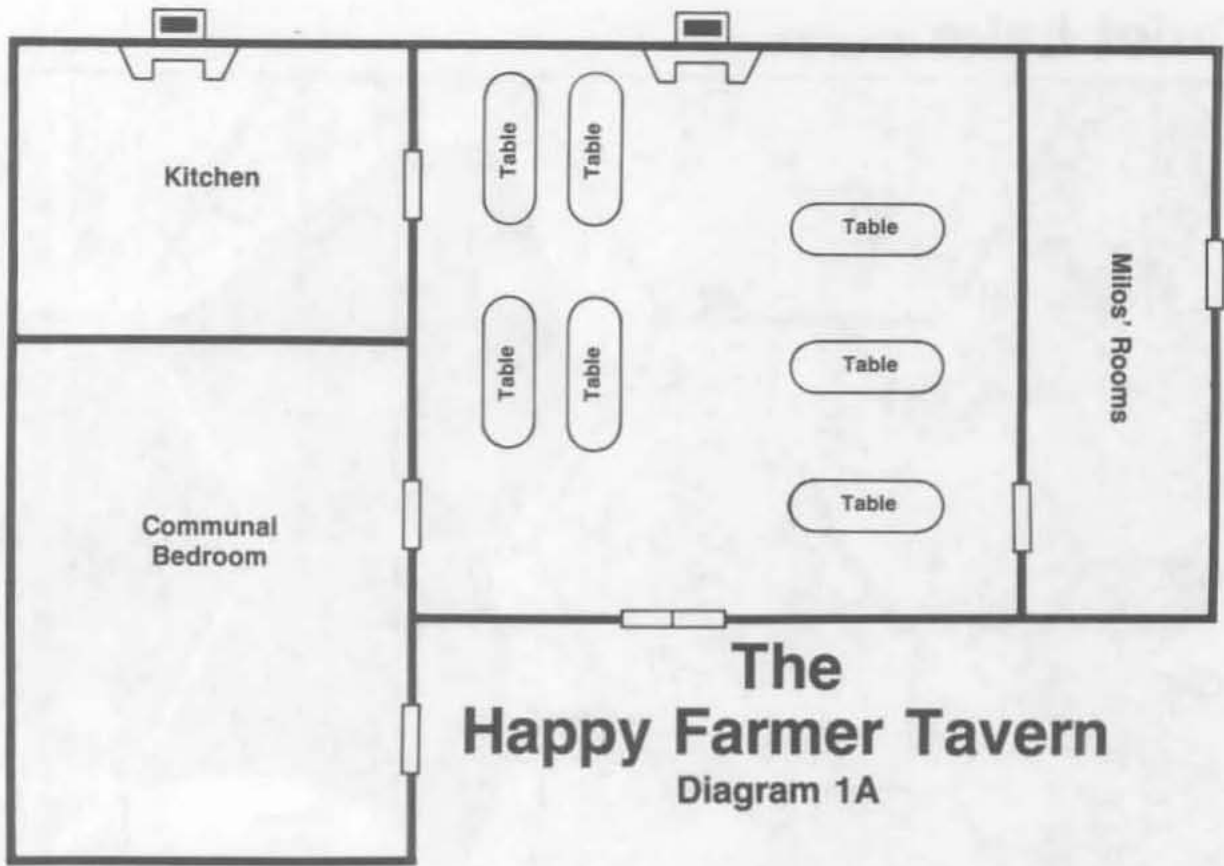 Kitchen
Table
Table
Table
Table
Table
Table
Table
Milos' Rooms
Communal
Bedroom
The
Happy Farmer Tavern
Diagram 1A